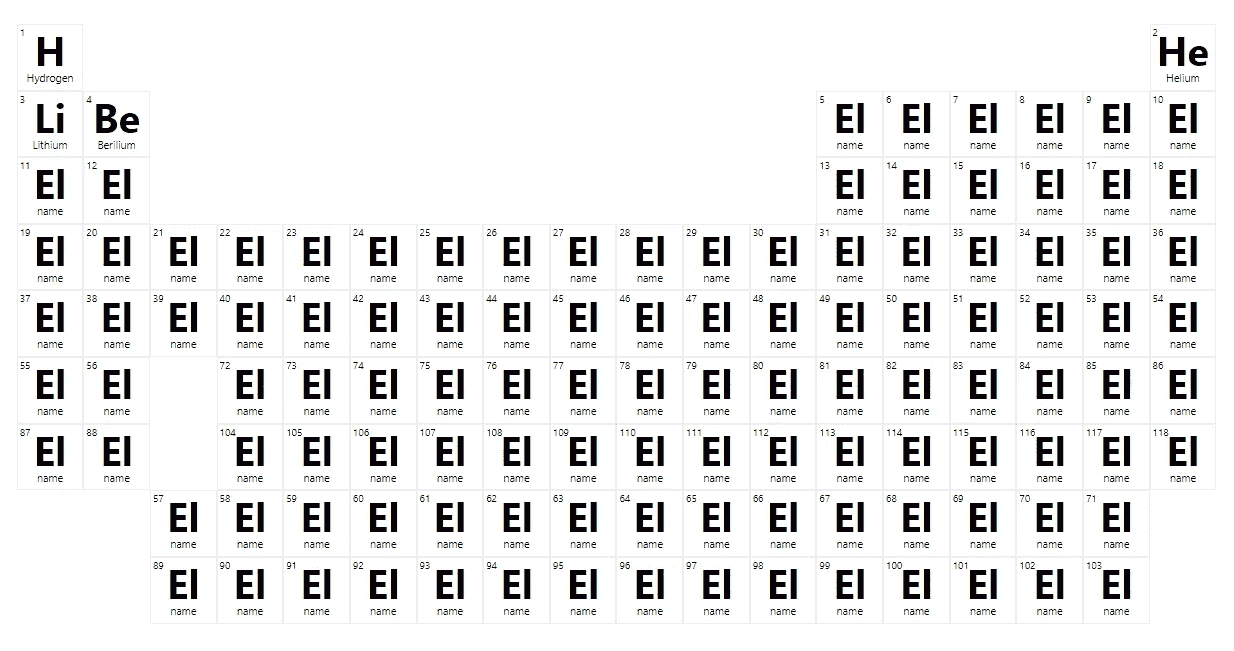 1 2
H He
Hydrogen Helium
3 4 5 6 7 8 9 10
Li Be El El El El El El
Lithium Berilium name name name name name name
11 12 13 14 15 16 17 18
El El El El El El El El
name name name name name name name name
19 20 21 22 23 24 25 26 27 28 29 30 31 32 33 34 35 36
El El El El El El El El El El El El El El El El El El
name name name name name name name name name name name name name name name name name name
37 38 39 40 41 42 43 44 45 46 47 48 49 50 51 52 53 54
El El El El El El El El El El El El El El El El El El
name name name name name name name name name name name name name name name name name name
55 56 72 73 74 75 76 77 78 79 80 81 82 83 84 85 86
El El El El El El El El El El El El El El El El El
name name name name name name name name name name name name name name name name name
87 88 104 105 106 107 108 109 110 111 112 113 114 115 116 117 118
El El El El El El El El El El El El El El El El El
name name name name name name name name name name name name name name name name name
57 58 59 60 61 62 63 64 65 66 67 68 69 70 71
El El El El El El El El El El El El El El El
name name name name name name name name name name name name name name name
89 90 91 92 93 94 95 96 97 98 99 100 101 102 103
El El El El El El El El El El El El El El El
name name name name name name name name name name name name name name name